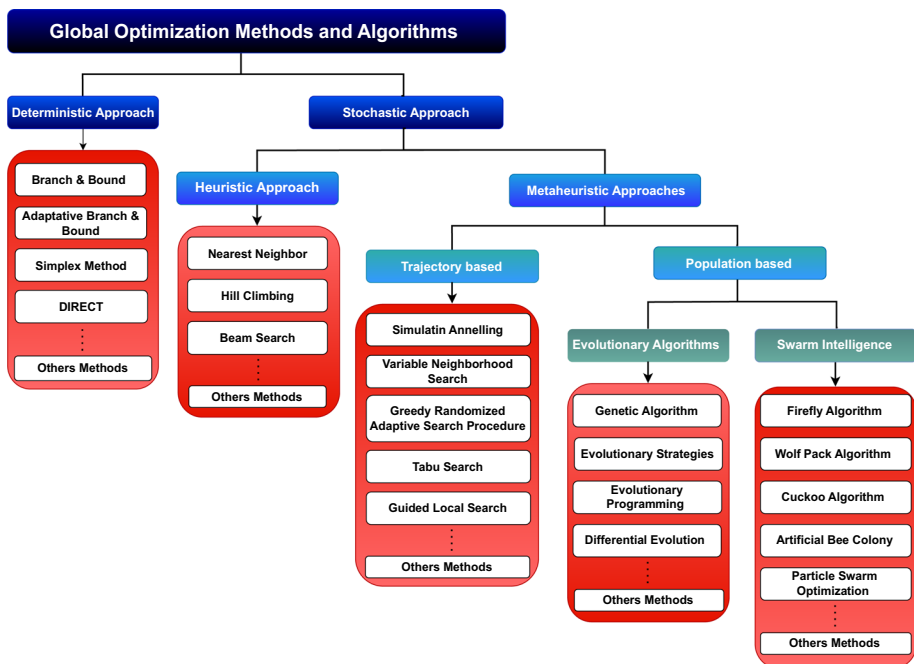 Global Optimization Methods and Algorithms
Deterministic Approach
Stochastic Approach
Branch & Bound
Adaptative Branch &
Bound
Simplex Method
DIRECT
Others Methods
Heuristic Approach
Nearest Neighbor
Hill Climbing
Beam Search
Others Methods
Metaheuristic Approaches
Trajectory based
Simulatin Annelling
Variable Neighborhood
Search
Greedy Randomized
Adaptive Search Procedure
Tabu Search
Guided Local Search
Others Methods
Population based
Evolutionary Algorithms
Genetic Algorithm
Evolutionary Strategies
Evolutionary
Programming
Differential Evolution
Others Methods
Swarm Intelligence
Firefly Algorithm
Wolf Pack Algorithm
Cuckoo Algorithm
Artificial Bee Colony
Particle Swarm
Optimization
Others Methods